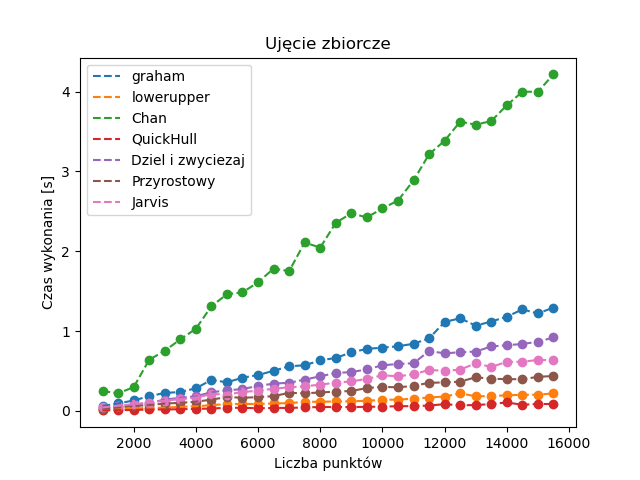 Ujęcie zbiorcze
graham
lowerupper
Chan
QuickHull
Dziel i zwyciezaj
Przyrostowy
Jarvis
Czas wykonania [s]
4
3
2
1
0
2000 4000 6000 8000 10000 12000 14000 16000
Liczba punktów